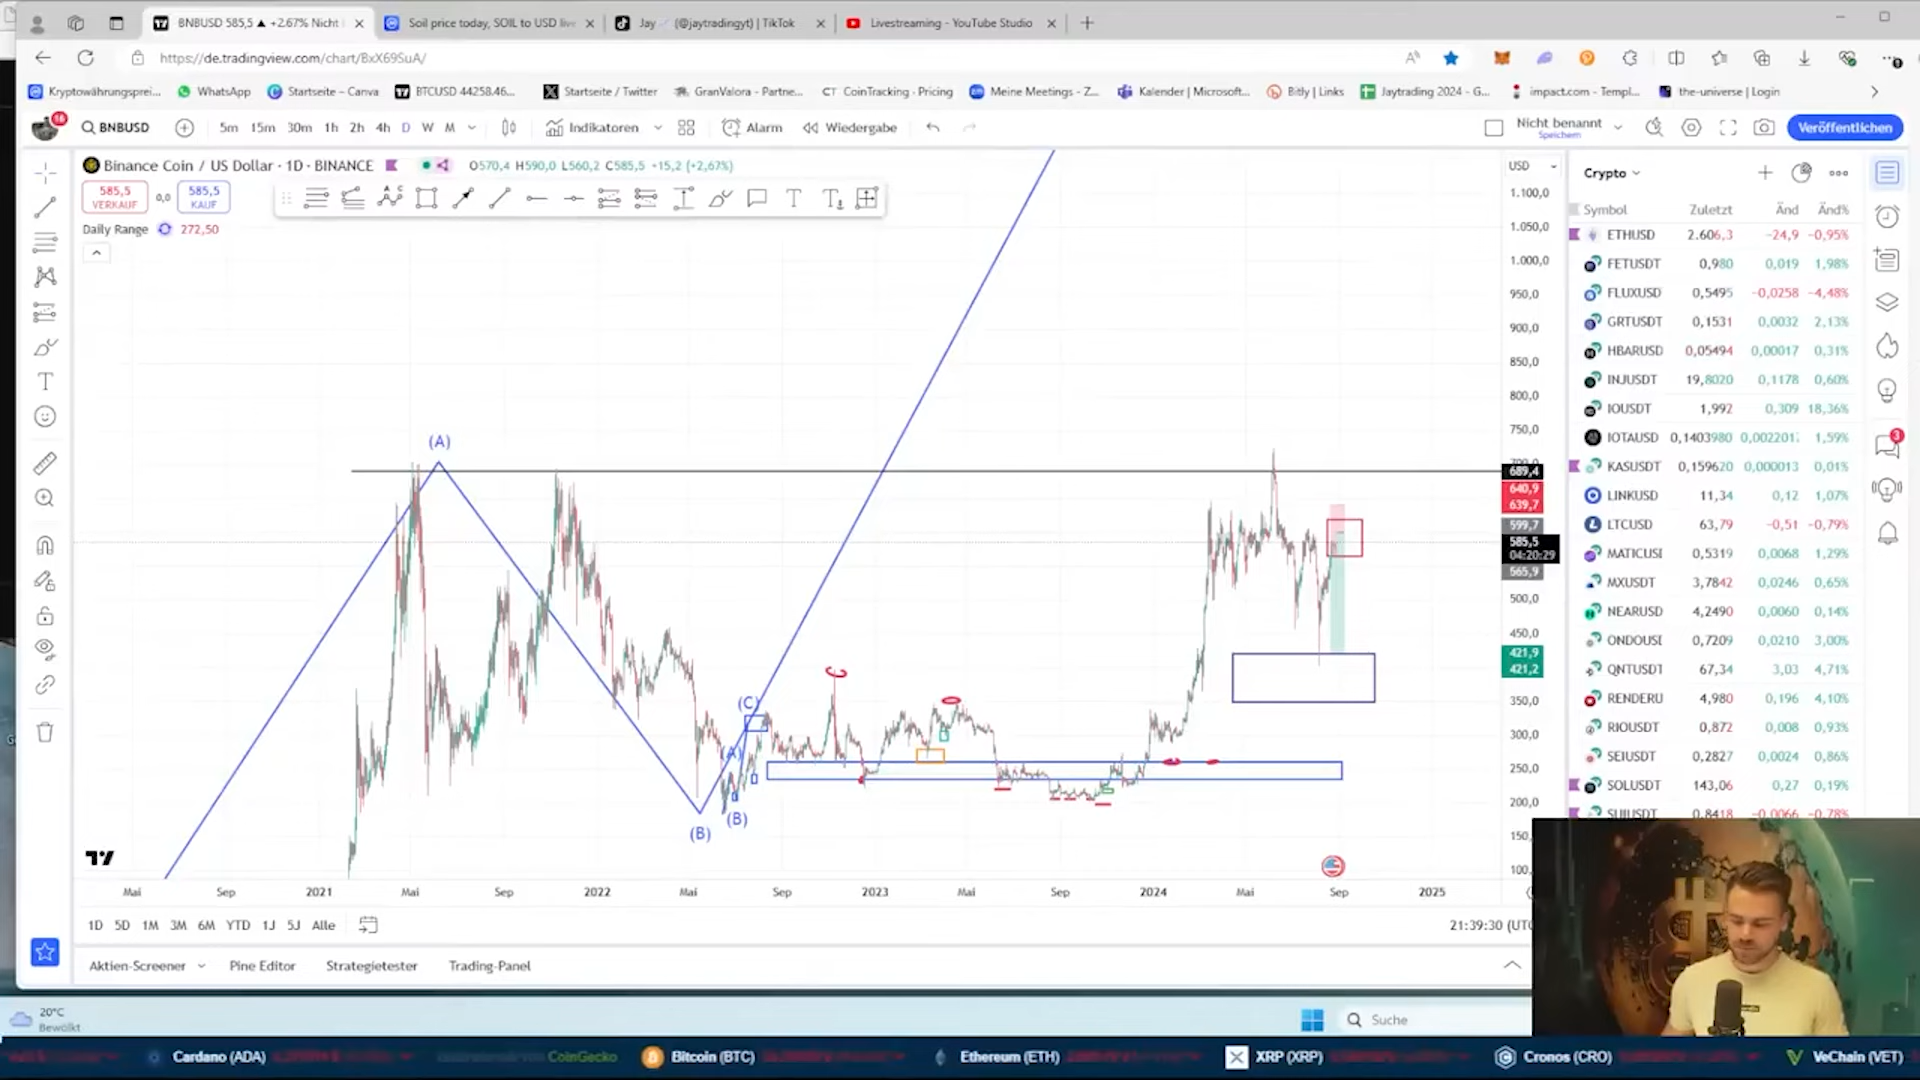 BNBUSD 585,5 ▲ +2.67% Nicht
Soil price today, SOIL to USD live
Jay (@jaytradingyt) | TikTok
Livestreaming - YouTube Studio
https://de.tradingview.com/chart/BxX69SuA/
Kryptowährungsprei...
WhatsApp
Startseite – Canva
BTCUSD 44258.46...
Startseite / Twitter
GranValora - Partne...
CT CoinTracking · Pricing
Meine Meetings - Z...
Kalender | Microsoft...
Bitly | Links
Jaytrading 2024 - G...
impact.com - Templ...
the-universe | Login
16
BNBUSD
5m 15m 30m 1h 2h 4h D W M
Indikatoren
Alarm
Wiedergabe
Nicht benannt
Speichern
Veröffentlichen
Binance Coin / US Dollar · 1D · BINANCE
O570,4 H590,0 L560,2 C585,5 +15,2 (+2,67%)
585,5
VERKAUF
0,0
585,5
KAUF
Daily Range 272,50
USD
1.100,0
1.050,0
1.000,0
950,0
900,0
850,0
800,0
750,0
689,4
640,9
639,7
599,7
585,5
04:20:29
565,9
500,0
450,0
421,9
421,2
350,0
300,0
250,0
200,0
(A)
(B)
(C)
(A)
(B)
Mai Sep 2021 Mai Sep 2022 Mai Sep 2023 Mai Sep 2024 Mai Sep 2025
1D 5D 1M 3M 6M YTD 1J 5J Alle
21:39:30 (UTC
Aktien-Screener
Pine Editor
Strategietester
Trading-Panel
Crypto
Symbol Zuletzt Änd Änd%
ETHUSD 2.606,3 −24,9 −0,95%
FETUSDT 0,980 0,019 1,98%
FLUXUSD 0,5495 −0,0258 −4,48%
GRTUSDT 0,1531 0,0032 2,13%
HBARUSD 0,05494 0,00017 0,31%
INJUSDT 19,8020 0,1178 0,60%
IOUSDT 1,992 0,309 18,36%
IOTAUSD 0,1403980 0,002201 1,59%
KASUSDT 0,159620 0,000013 0,01%
LINKUSD 11,34 0,12 1,07%
LTCUSD 63,79 −0,51 −0,79%
MATICUSI 0,5319 0,0068 1,29%
MXUSDT 3,7842 0,0246 0,65%
NEARUSD 4,2490 0,0060 0,14%
ONDOUSI 0,7209 0,0210 3,00%
QNTUSDT 67,34 3,03 4,71%
RENDERU 4,980 0,196 4,10%
RIOUSDT 0,872 0,008 0,93%
SEIUSDT 0,2827 0,0024 0,86%
SOLUSDT 143,06 0,27 0,19%
SUIUSDT 0,8418 −0,0066 −0,78%
3
20°C
Bewölkt
Suche
Cardano (ADA)
CoinGecko
Bitcoin (BTC)
Ethereum (ETH)
XRP (XRP)
Cronos (CRO)
VeChain (VET)